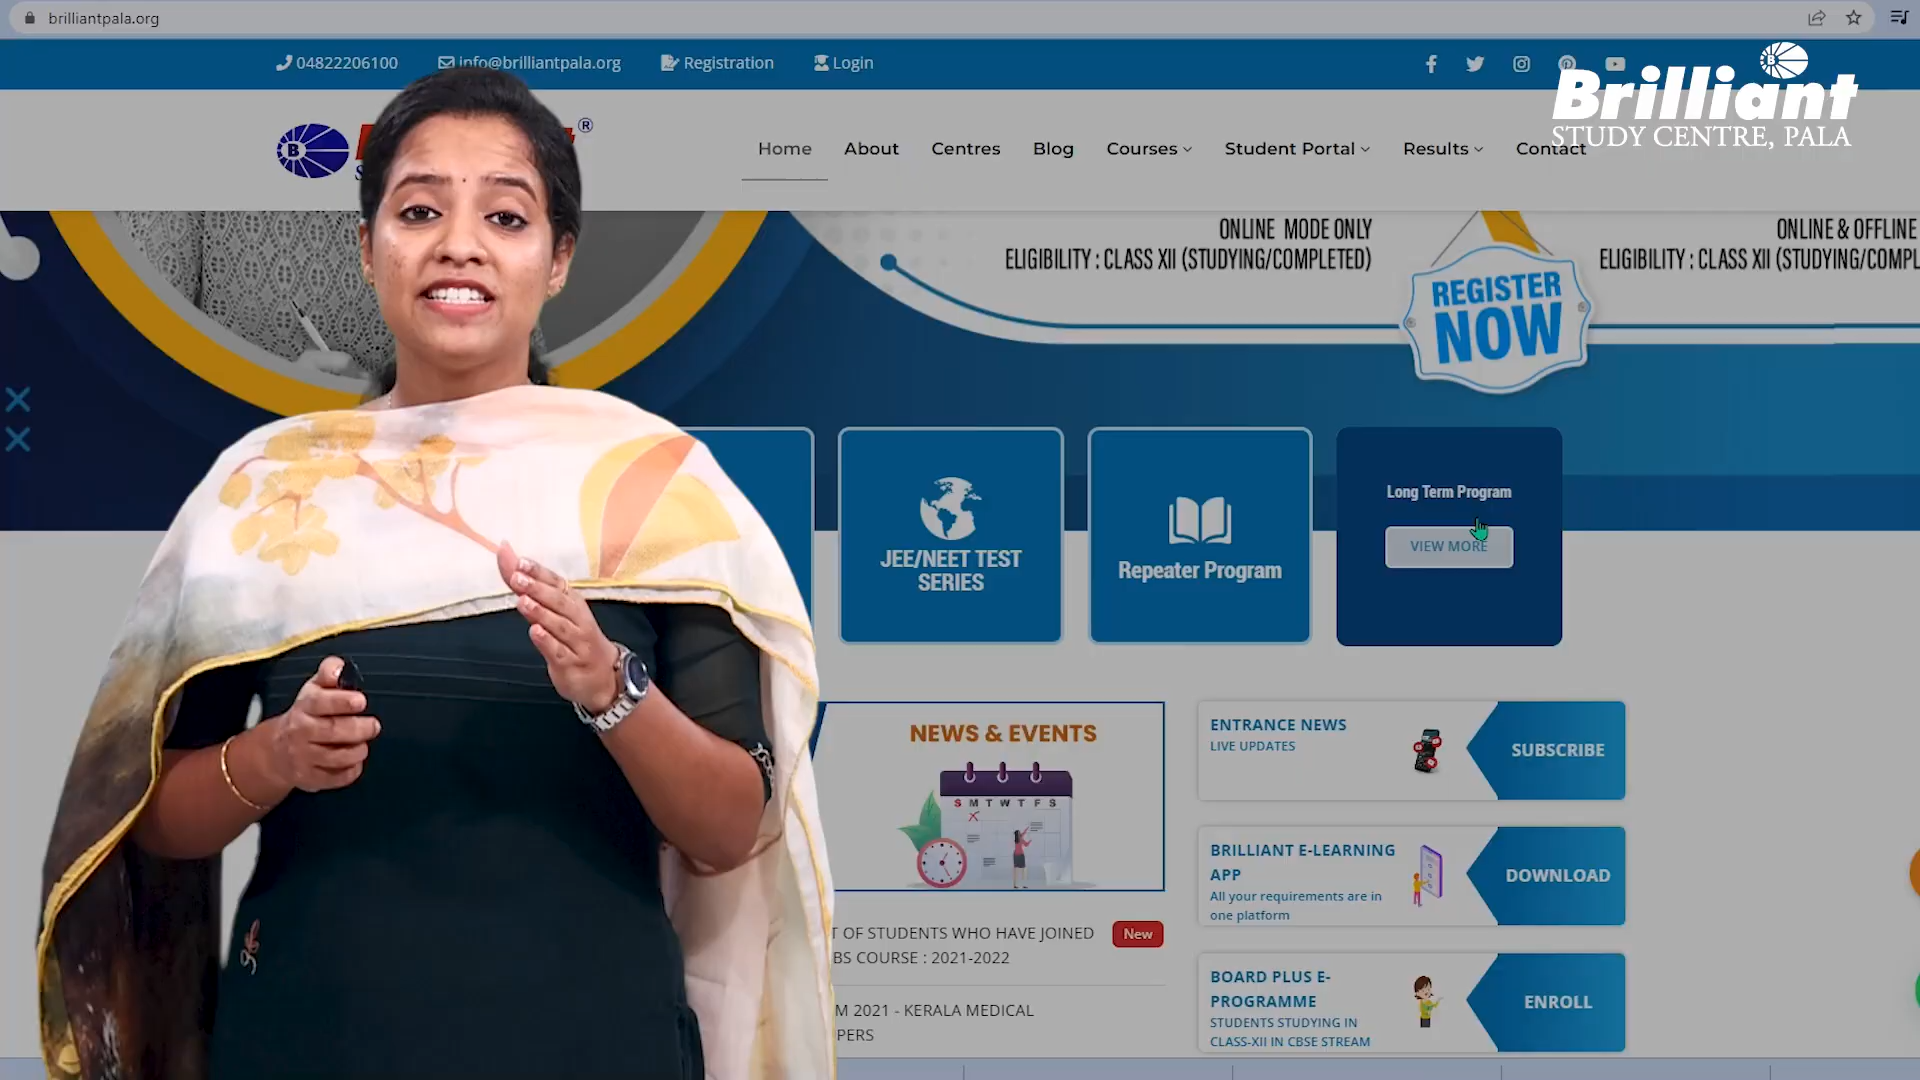 brilliantpala.org
04822206100
info@brilliantpala.org
Registration
Login
Brilliant
STUDY CENTRE, PALA
B
®
Home
About
Centres
Blog
Courses
Student Portal
Results
Contact
ONLINE MODE ONLY
ELIGIBILITY : CLASS XII (STUDYING/COMPLETED)
ONLINE & OFFLINE
ELIGIBILITY : CLASS XII (STUDYING/COMPL
REGISTER
NOW
JEE/NEET TEST
SERIES
Repeater Program
Long Term Program
VIEW MORE
NEWS & EVENTS
S M T W T F S
T OF STUDENTS WHO HAVE JOINED
BS COURSE : 2021-2022
New
M 2021 - KERALA MEDICAL
PERS
ENTRANCE NEWS
LIVE UPDATES
SUBSCRIBE
BRILLIANT E-LEARNING
APP
All your requirements are in
one platform
DOWNLOAD
BOARD PLUS E-
PROGRAMME
STUDENTS STUDYING IN
CLASS-XII IN CBSE STREAM
ENROLL